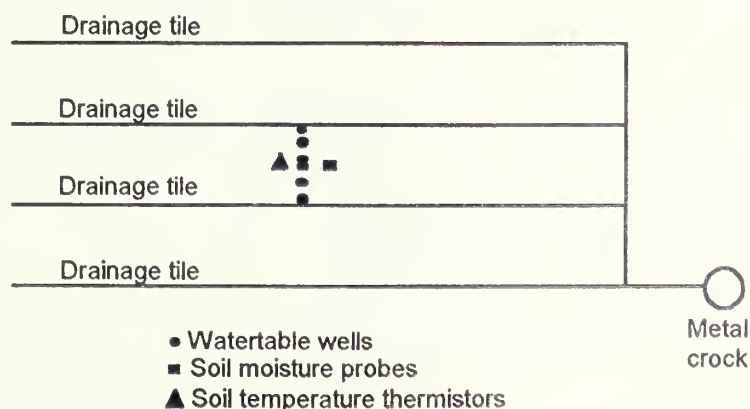 Drainage tile
Drainage tile
Drainage tile
Drainage tile
Metal
crock
Watertable wells
Soil moisture probes
Soil temperature thermistors